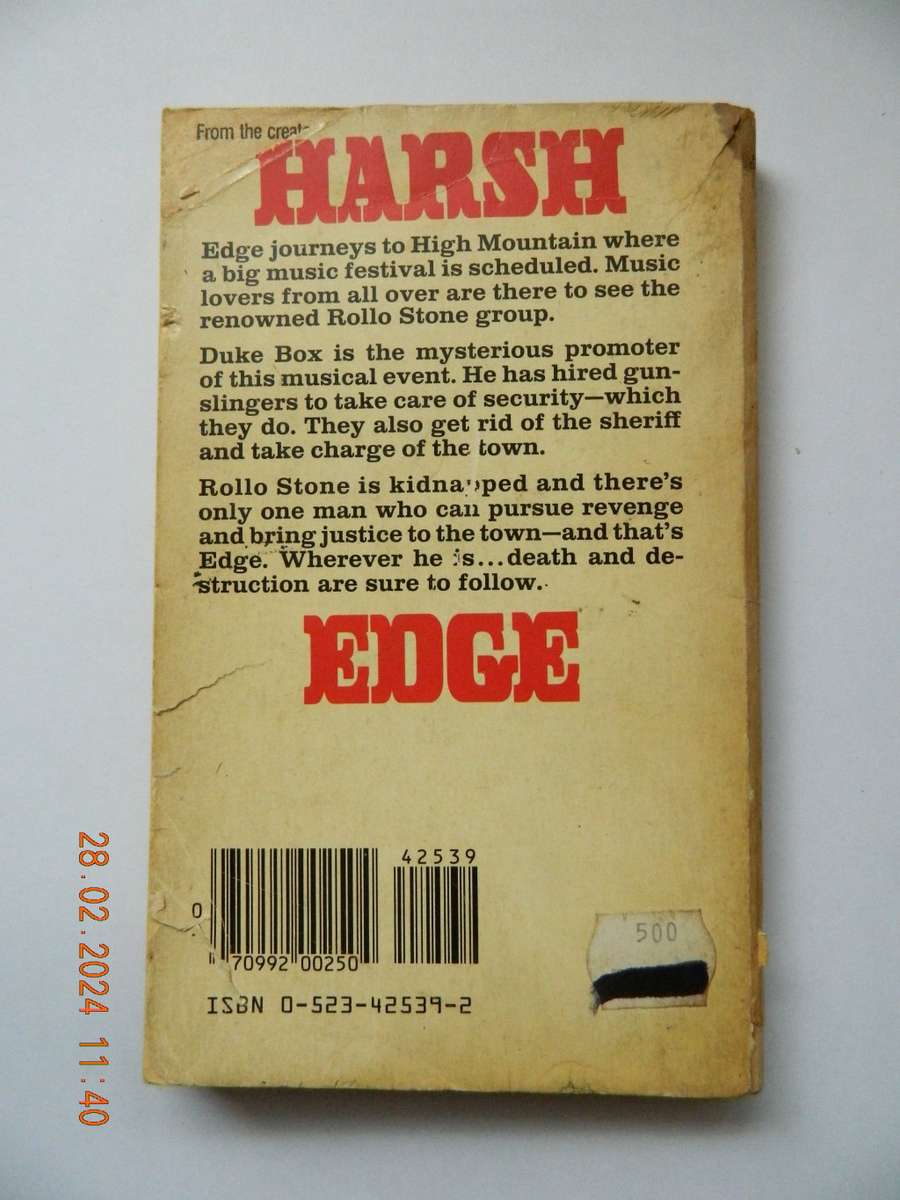 From the
HARSH
Edge journeys to High Mountain where
a big music festival is scheduled. Music
lovers from all over are there to see the
renowned Rollo Stone group.
Duke Box is the mysterious promoter
of this musical event. He has hired gun-
slingers to take care of security—which
they do. They also get rid of the sheriff
and take charge of the town.
Rollo Stone is kidnapped and there's
only one man who can pursue revenge
and bring justice to the town—and that's
Edge. Wherever he is...death and de-
struction are sure to follow.
EDGE
42539
0
70992 00250
500
ISBN 0-523-42539-2
28.02.2024 11:40